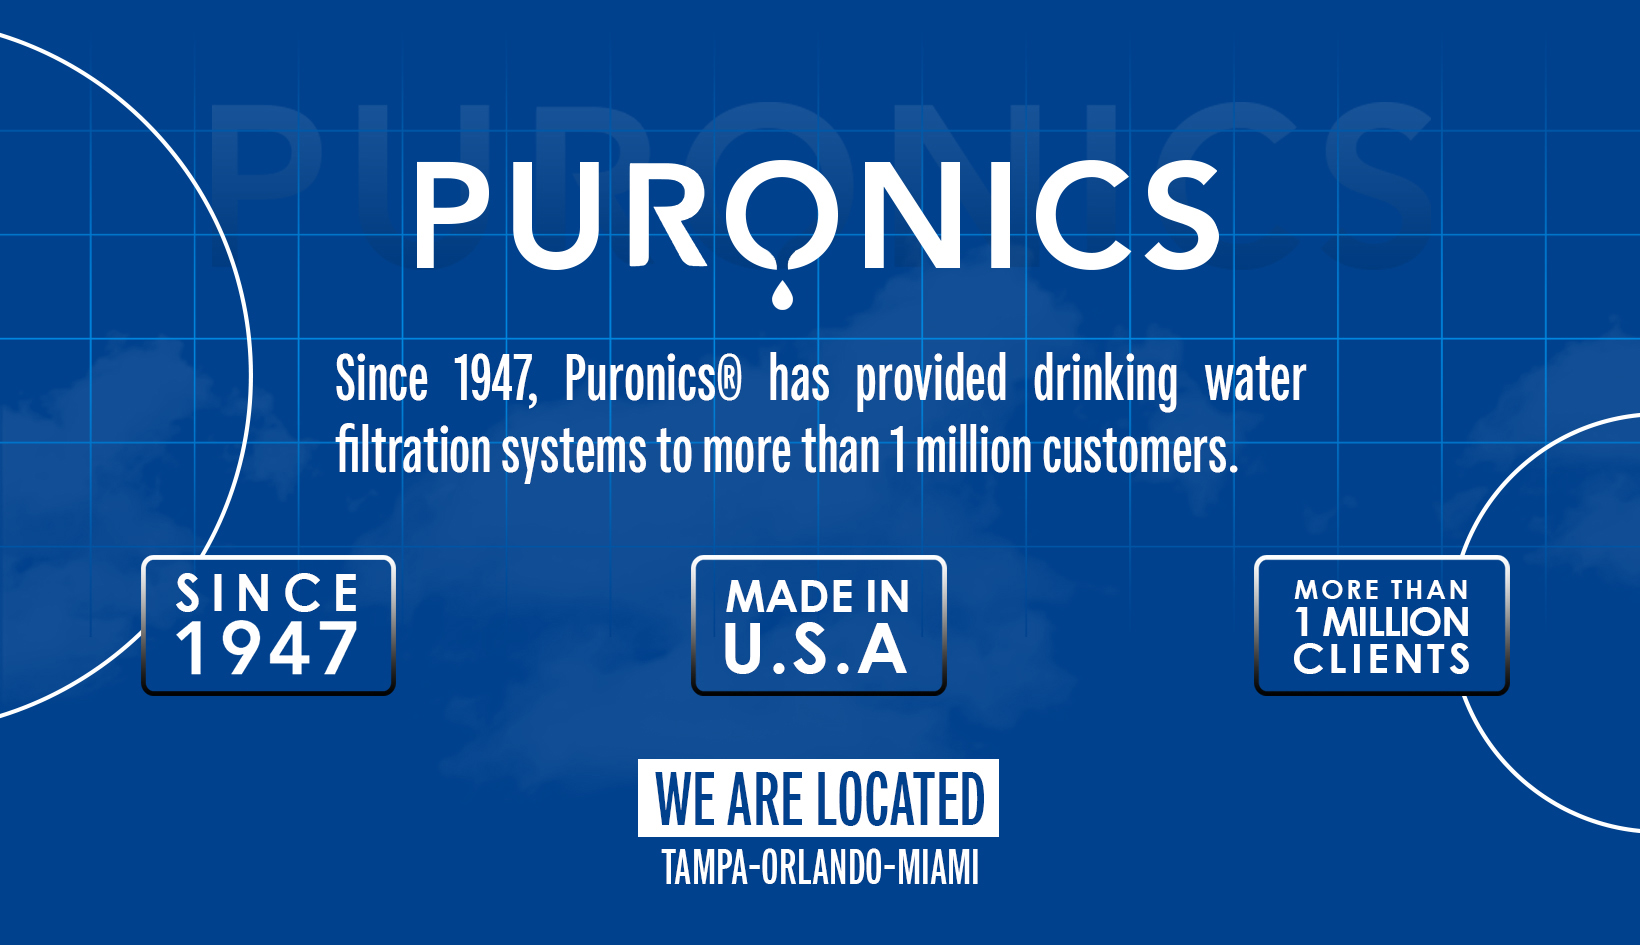 PURONICS
PURONICS
Since 1947, Puronics® has provided drinking water
filtration systems to more than 1 million customers.
SINCE
1947
MADE IN
U.S.A
MORE THAN
1 MILLION
CLIENTS
WE ARE LOCATED
TAMPA-ORLANDO-MIAMI